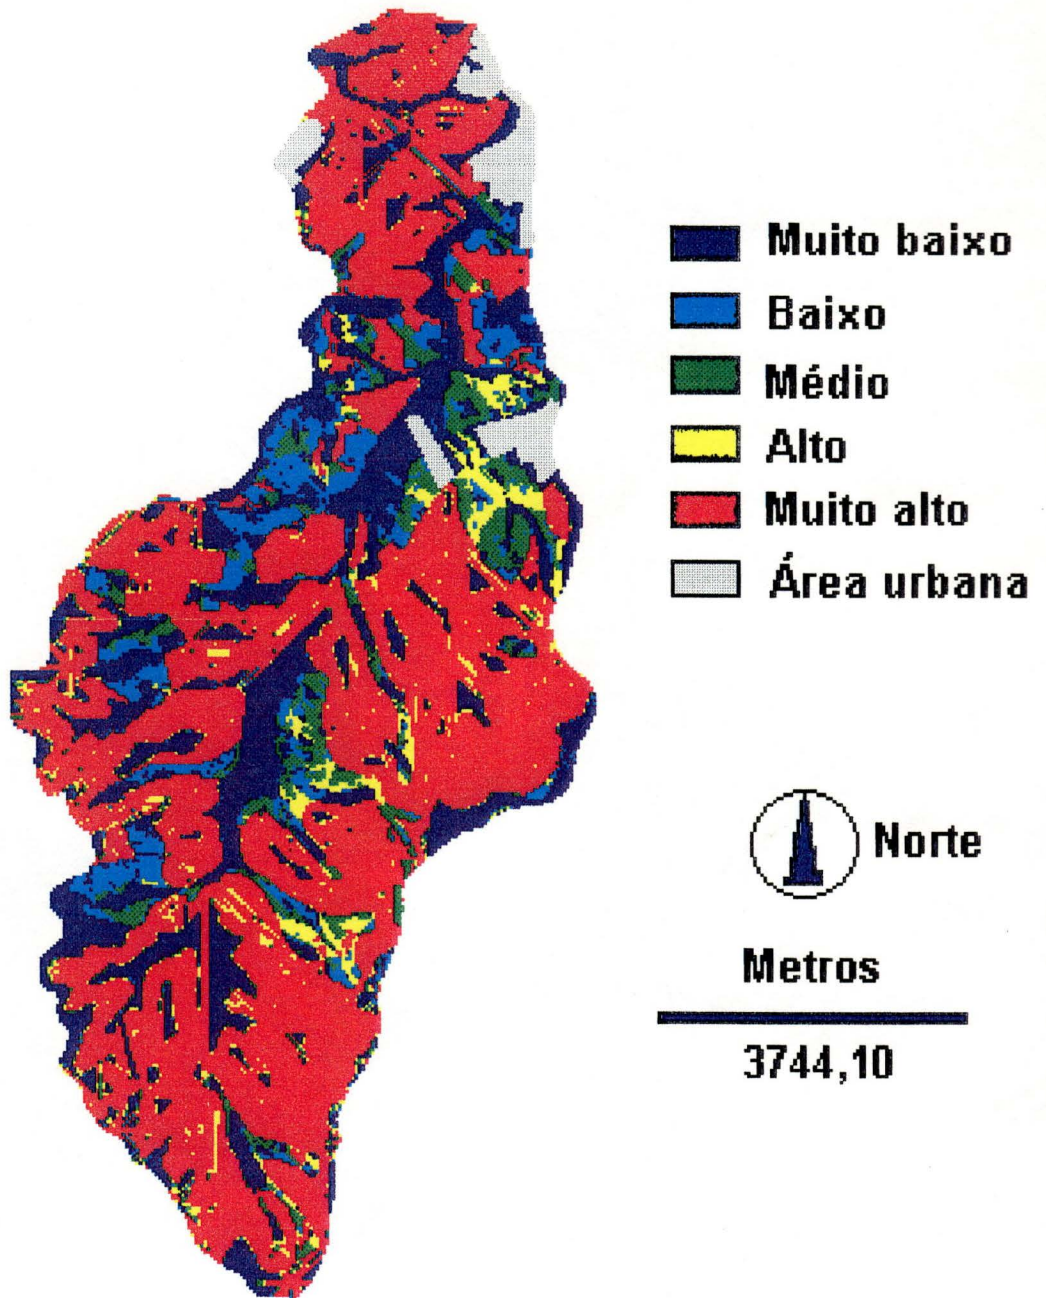 Muito baixo
Baixo
Médio
Alto
Muito alto
Área urbana
Norte
Metros
3744,10